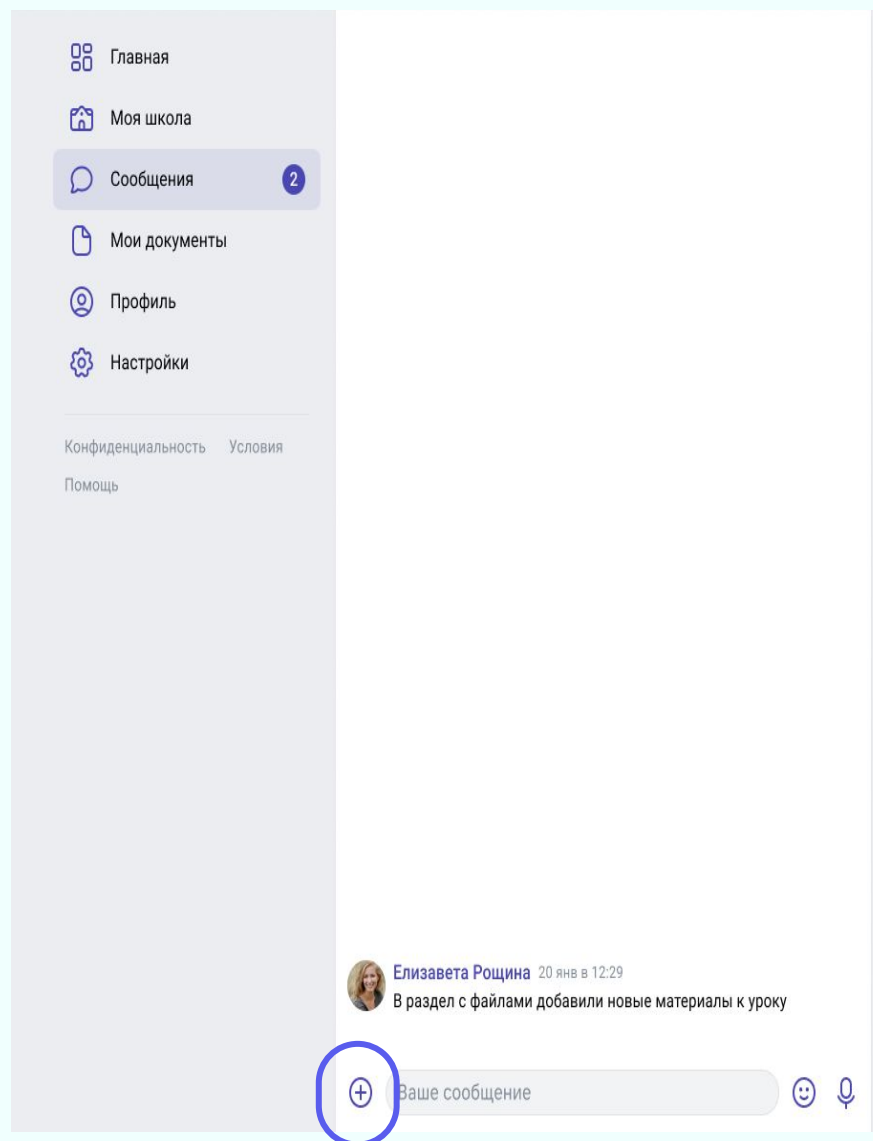 Главная
Моя школа
Сообщения 2
Мои документы
Профиль
Настройки
Конфиденциальность Условия
Помощь
Елизавета Рощина 20 янв в 12:29
В раздел с файлами добавили новые материалы к уроку
Ваше сообщение